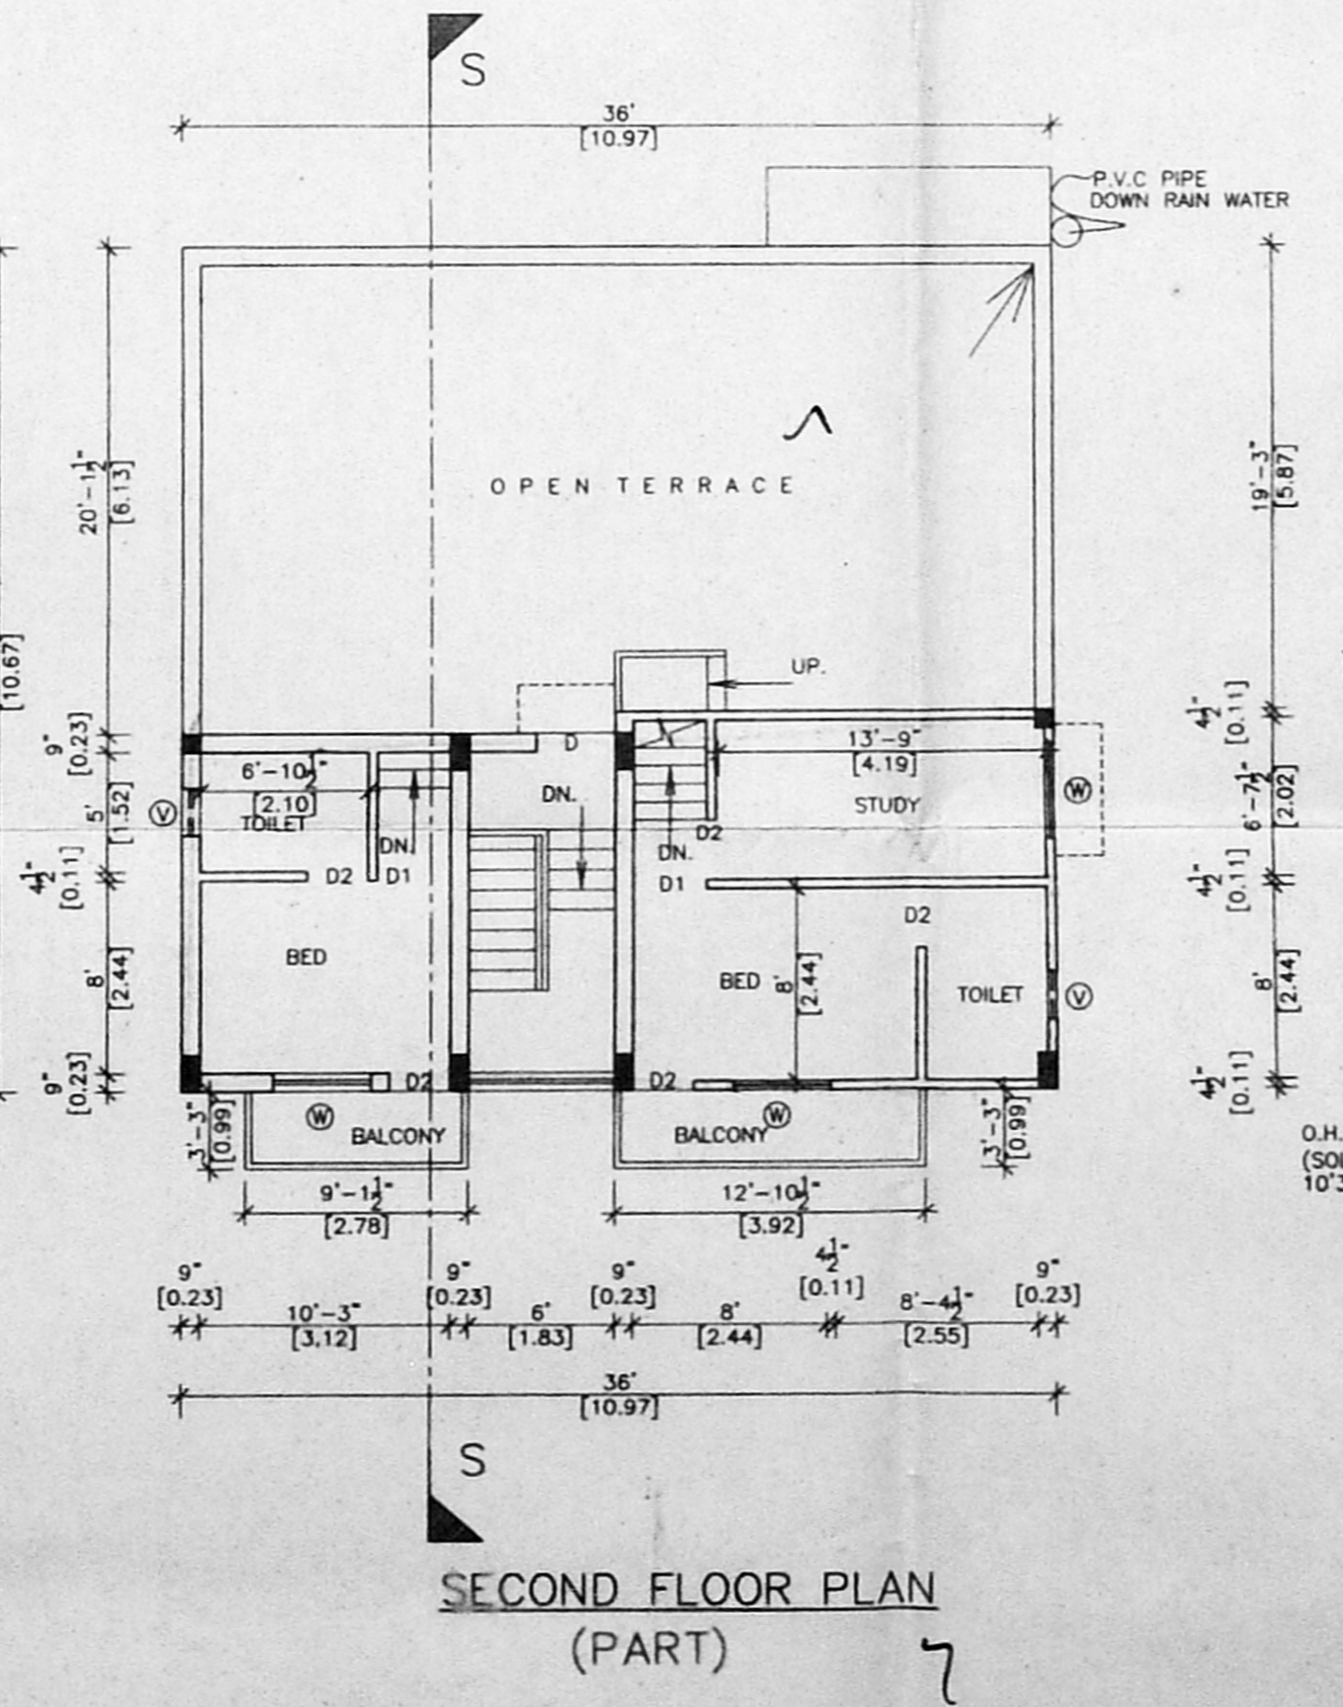 S
36'
[10.97]
P.V.C PIPE
DOWN RAIN WATER
20'-1½"
[6.13]
19'-3"
[5.87]
OPEN TERRACE
[10.67]
UP.
9"
[0.23]
4½"
[0.11]
D
13'-9"
[4.19]
6'-10½"
[2.10]
TOILET
STUDY
W
V
5'
[1.52]
6'-7½"
[2.02]
DN.
DN.
DN.
D2
4½"
[0.11]
D2
D1
D1
4½"
[0.11]
D2
BED
BED
8'
[2.44]
TOILET
V
8'
[2.44]
8'
[2.44]
9"
[0.23]
D2
D2
4½"
[0.11]
3'-3"
[0.99]
W
BALCONY
BALCONY
W
3'-3"
[0.99]
O.H.
9'-1½"
[2.78]
12'-10½"
[3.92]
9"
[0.23]
10'-3"
[3.12]
9"
[0.23]
6'
[1.83]
9"
[0.23]
8'
[2.44]
4½"
[0.11]
8'-4½"
[2.55]
9"
[0.23]
36'
[10.97]
S
SECOND FLOOR PLAN
(PART)